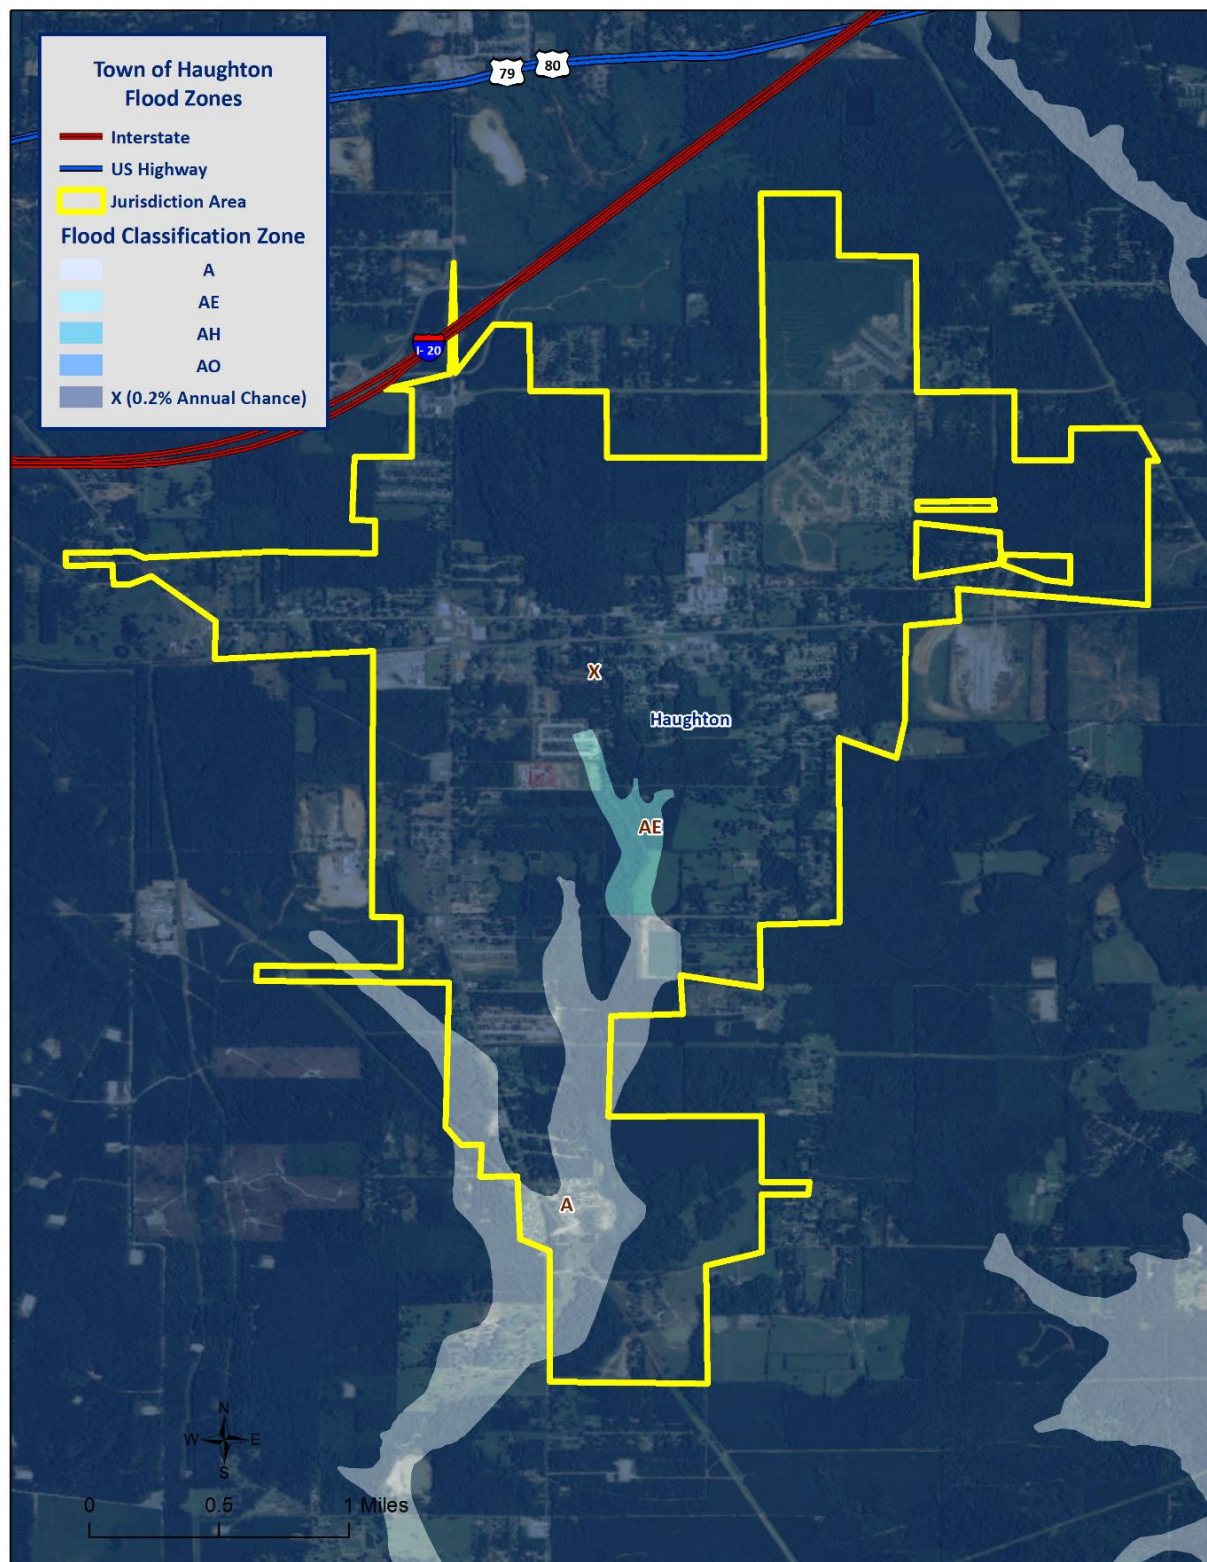 79
80
Town of Haughton
Flood Zones
Interstate
US Highway
Jurisdiction Area
Flood Classification Zone
A
AE
AH
AO
X (0.2% Annual Chance)
I-20
X
Haughton
AE
A
N
W E
S
0 0.5 1 Miles